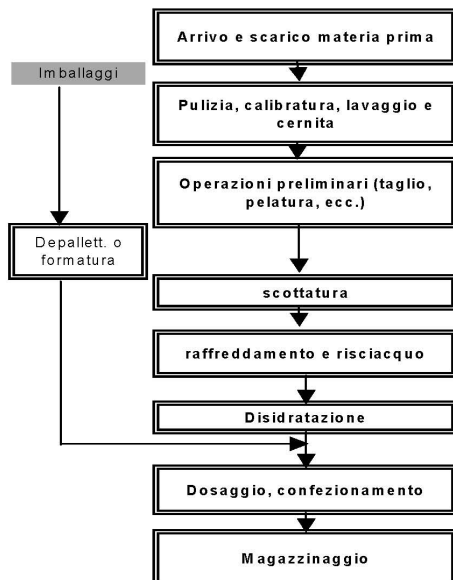 Arrivo e scarico materia prima
Imballaggi
Pulizia, calibratura, lavaggio e
cernita
Operazioni preliminari (taglio,
pelatura, ecc.)
Depallett. o
formatura
scottatura
raffreddamento e risciacquo
Disidratazione
Dosaggio, confezionamento
Magazzinaggio